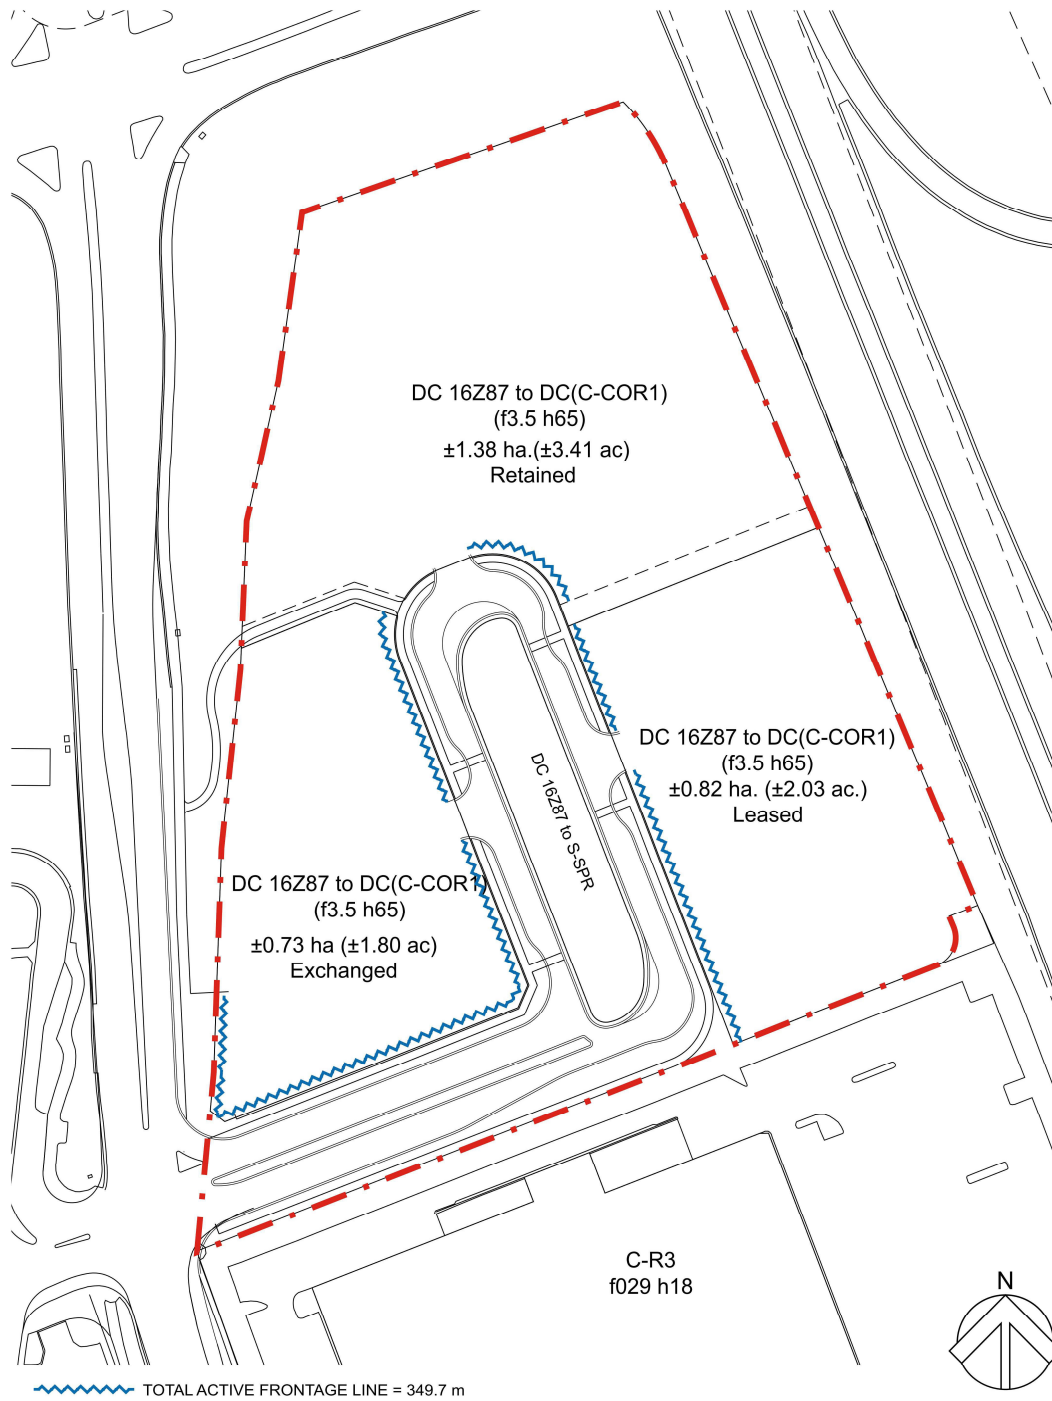 DC 16Z87 to DC(C-COR1)
(f3.5 h65)
±1.38 ha.(±3.41 ac)
Retained
DC 16Z87 to DC(C-COR1)
(f3.5 h65)
±0.82 ha. (±2.03 ac.)
Leased
DC 16Z87 to S-SPR
DC 16Z87 to DC(C-COR1)
(f3.5 h65)
±0.73 ha (±1.80 ac)
Exchanged
C-R3
f029 h18
N
TOTAL ACTIVE FRONTAGE LINE = 349.7 m